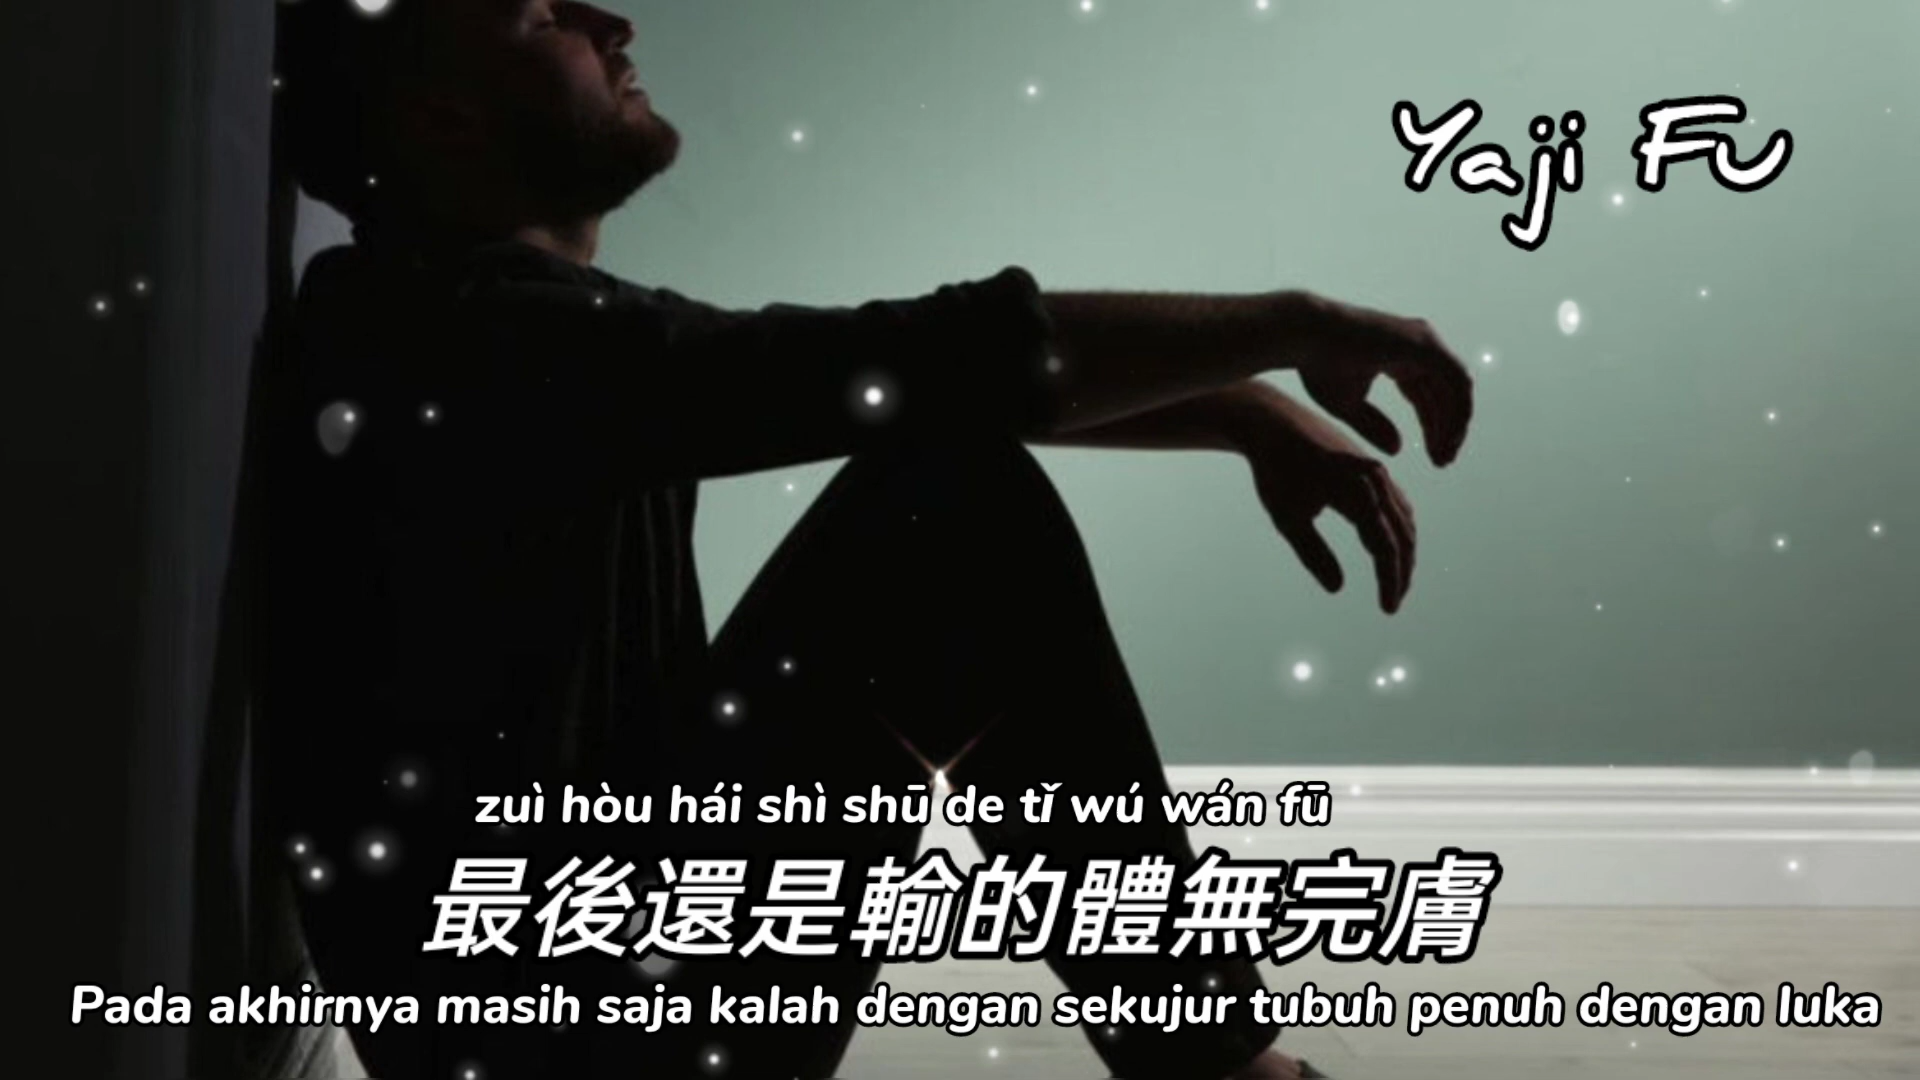 Yaji Fu
zuì hòu hái shì shū de tǐ wú wán fū
最後還是輸的體無完膚
Pada akhirnya masih saja kalah dengan sekujur tubuh penuh dengan luka